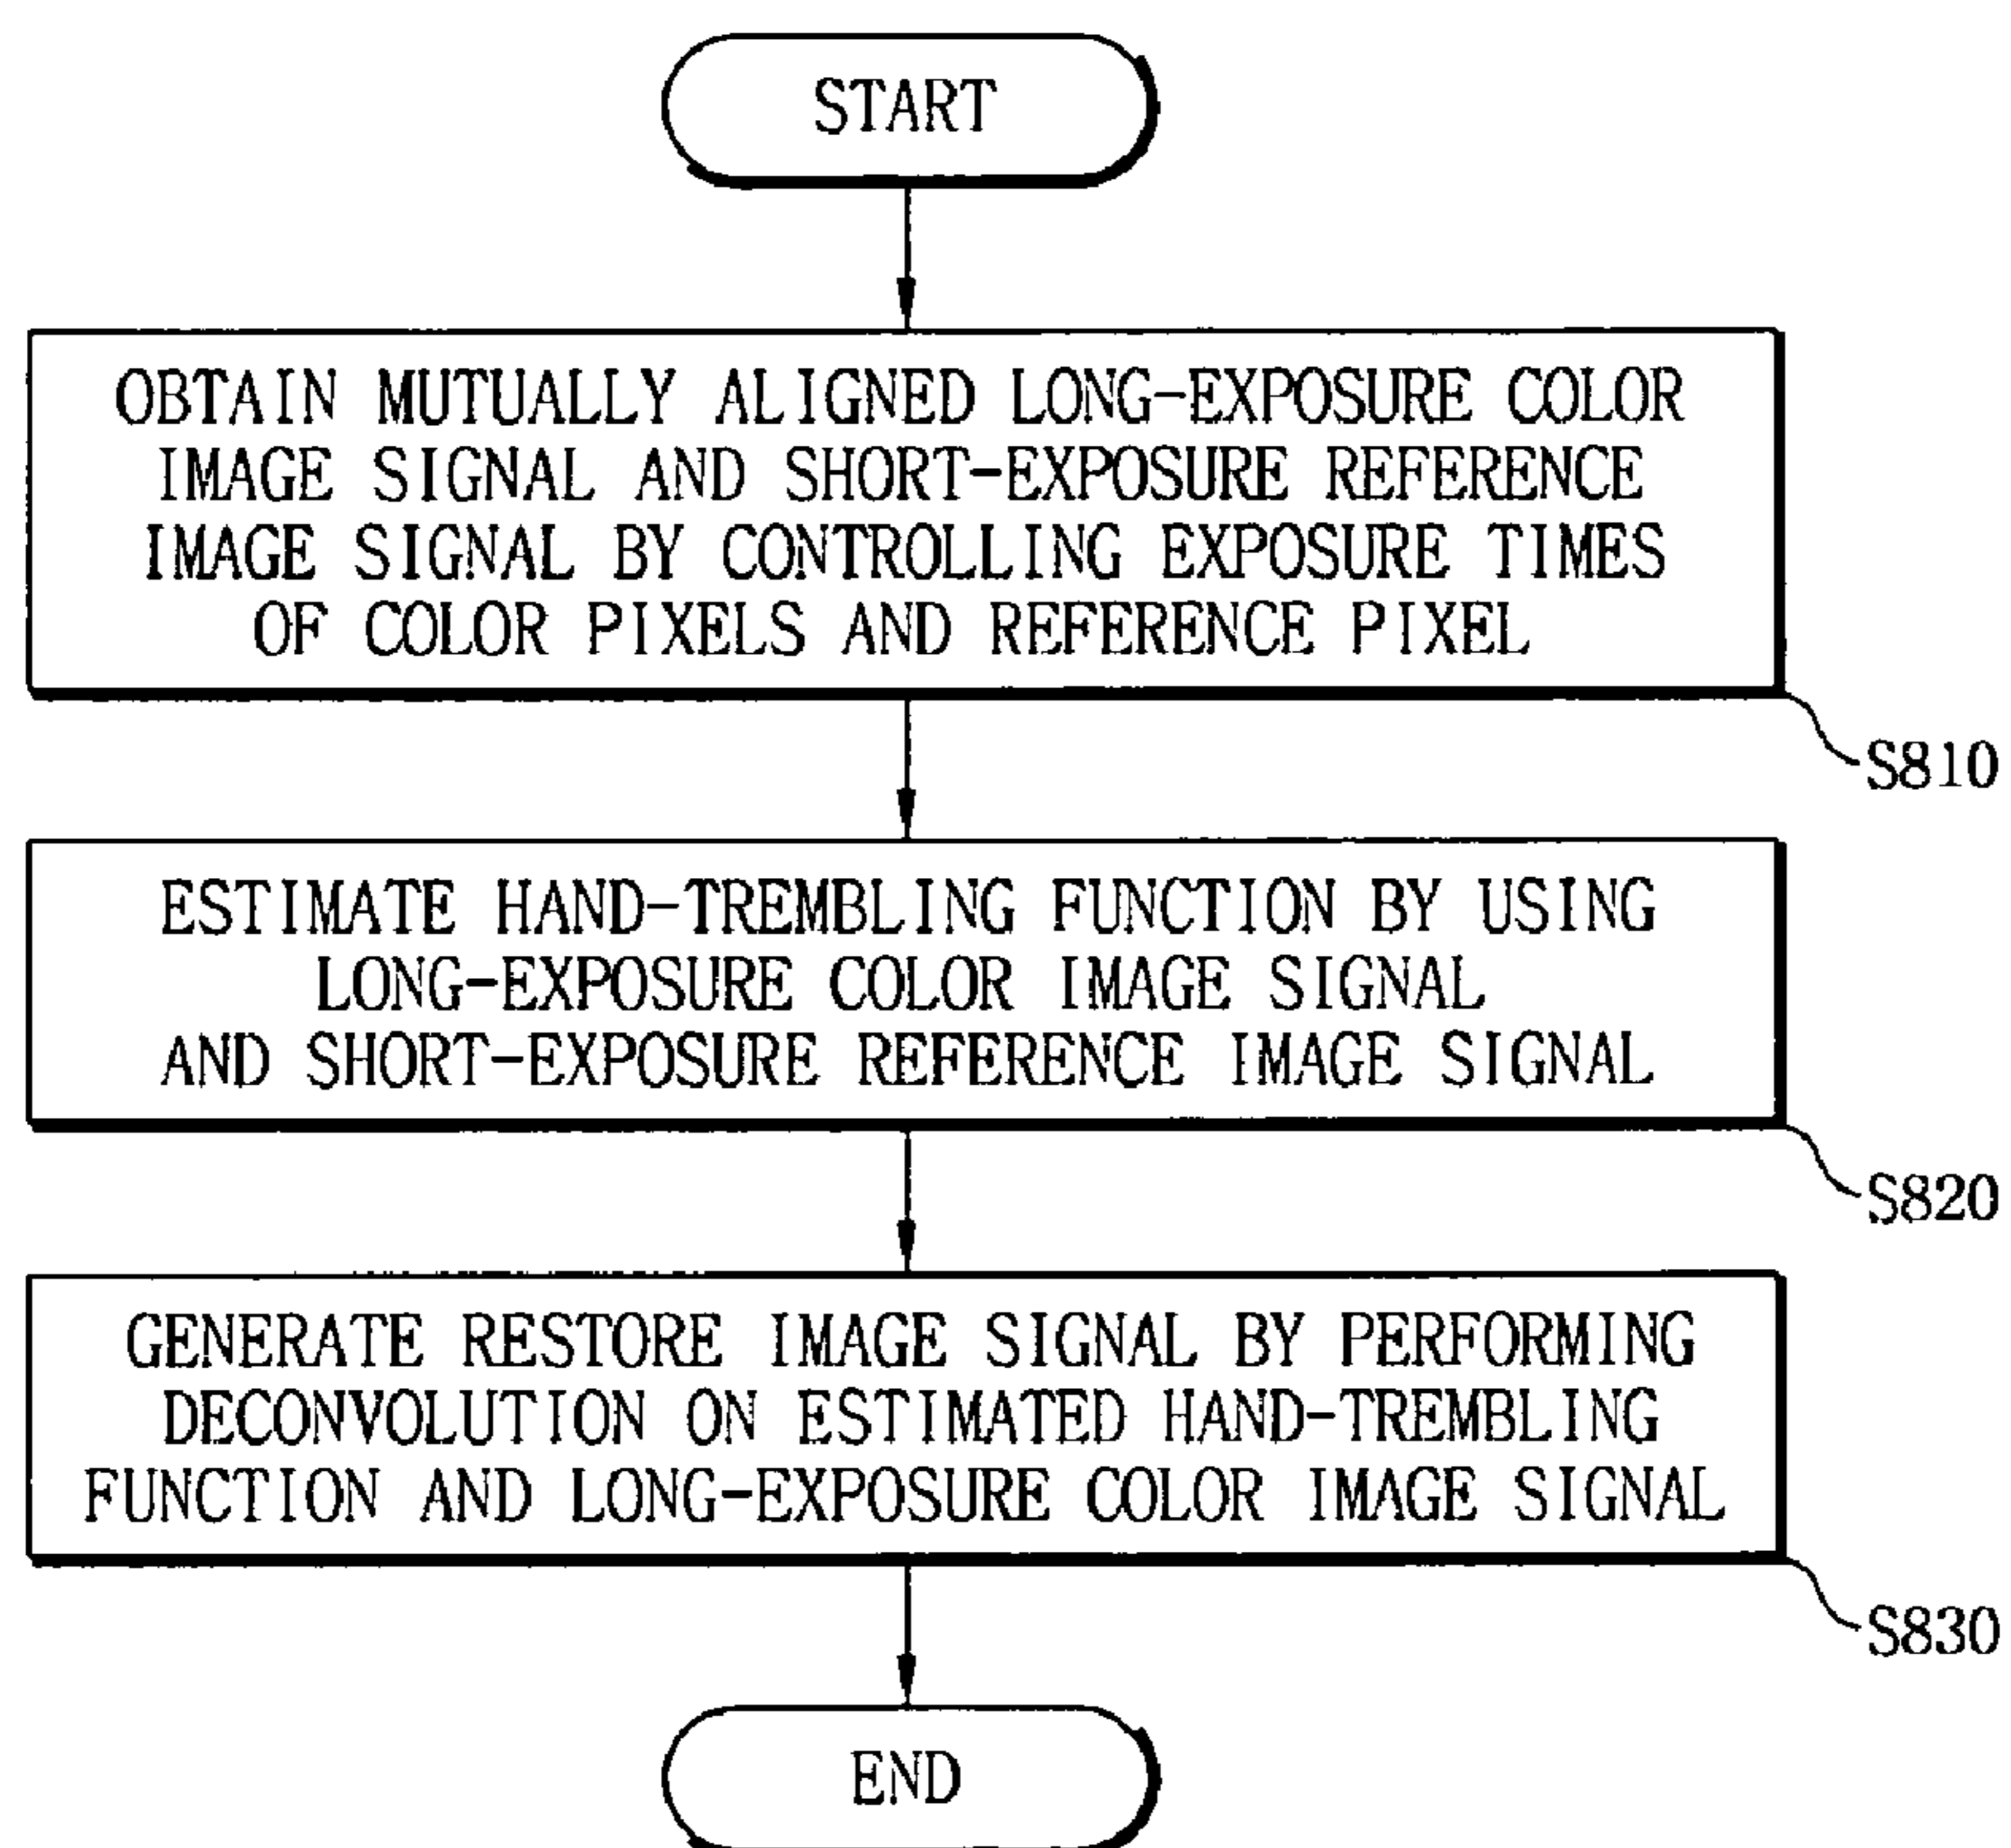 START
OBTAIN MUTUALLY ALIGNED LONG-EXPOSURE COLOR
IMAGE SIGNAL AND SHORT-EXPOSURE REFERENCE
IMAGE SIGNAL BY CONTROLLING EXPOSURE TIMES
OF COLOR PIXELS AND REFERENCE PIXEL
S810
ESTIMATE HAND-TREMBLING FUNCTION BY USING
LONG-EXPOSURE COLOR IMAGE SIGNAL
AND SHORT-EXPOSURE REFERENCE IMAGE SIGNAL
S820
GENERATE RESTORE IMAGE SIGNAL BY PERFORMING
DECONVOLUTION ON ESTIMATED HAND-TREMBLING
FUNCTION AND LONG-EXPOSURE COLOR IMAGE SIGNAL
S830
END